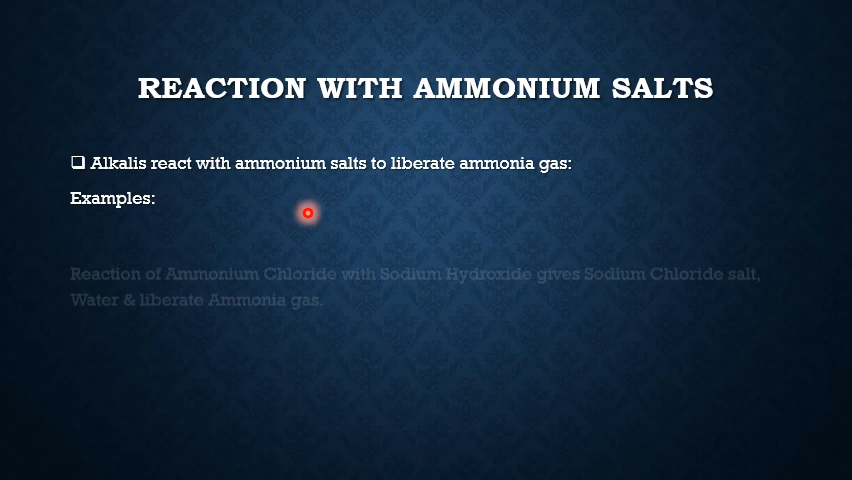 REACTION WITH AMMONIUM SALTS
❑ Alkalis react with ammonium salts to liberate ammonia gas:
Examples:
Reaction of Ammonium Chloride with Sodium Hydroxide gives Sodium Chloride salt,
Water & liberate Ammonia gas.